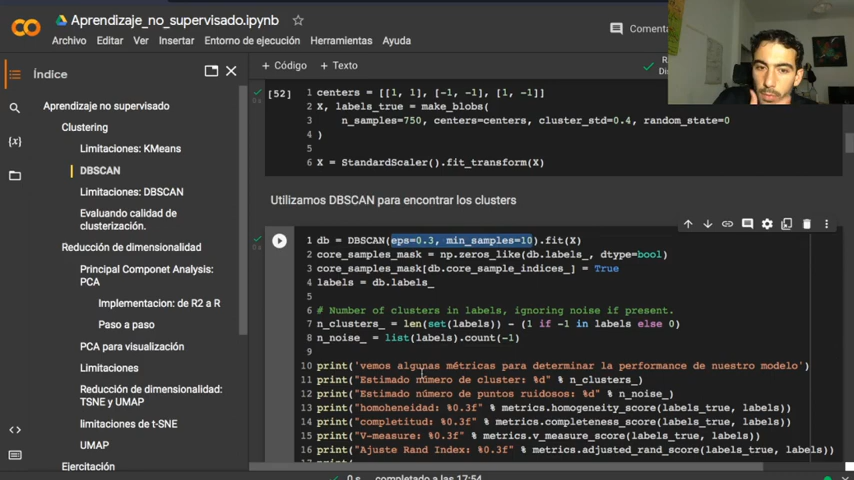 Aprendizaje_no_supervisado.ipynb
Archivo Editar Ver Insertar Entorno de ejecución Herramientas Ayuda
Comenta
Índice
+ Código + Texto
Aprendizaje no supervisado
Clustering
Limitaciones: KMeans
DBSCAN
Limitaciones: DBSCAN
Evaluando calidad de
clusterización.
Reducción de dimensionalidad
Principal Componet Analysis:
PCA
Implementacion: de R2 a R
Paso a paso
PCA para visualización
Limitaciones
Reducción de dimensionalidad:
TSNE y UMAP
limitaciones de t-SNE
UMAP
Ejercitación
[52]
0 s
1 centers = [[1, 1], [-1, -1], [1, -1]]
2 X, labels_true = make_blobs(
3 n_samples=750, centers=centers, cluster_std=0.4, random_state=0
4 )
5
6 X = StandardScaler().fit_transform(X)
Utilizamos DBSCAN para encontrar los clusters
0 s
1 db = DBSCAN(eps=0.3, min_samples=10).fit(X)
2 core_samples_mask = np.zeros_like(db.labels_, dtype=bool)
3 core_samples_mask[db.core_sample_indices_] = True
4 labels = db.labels_
5
6 # Number of clusters in labels, ignoring noise if present.
7 n_clusters_ = len(set(labels)) - (1 if -1 in labels else 0)
8 n_noise_ = list(labels).count(-1)
9
10 print('vemos algunas métricas para determinar la performance de nuestro modelo')
11 print("Estimado número de cluster: %d" % n_clusters_)
12 print("Estimado número de puntos ruidosos: %d" % n_noise_)
13 print("homoheneidad: %0.3f" % metrics.homogeneity_score(labels_true, labels))
14 print("completitud: %0.3f" % metrics.completeness_score(labels_true, labels))
15 print("V-measure: %0.3f" % metrics.v_measure_score(labels_true, labels))
16 print("Ajuste Rand Index: %0.3f" % metrics.adjusted_rand_score(labels_true, labels))
0 s completado a las 17:54